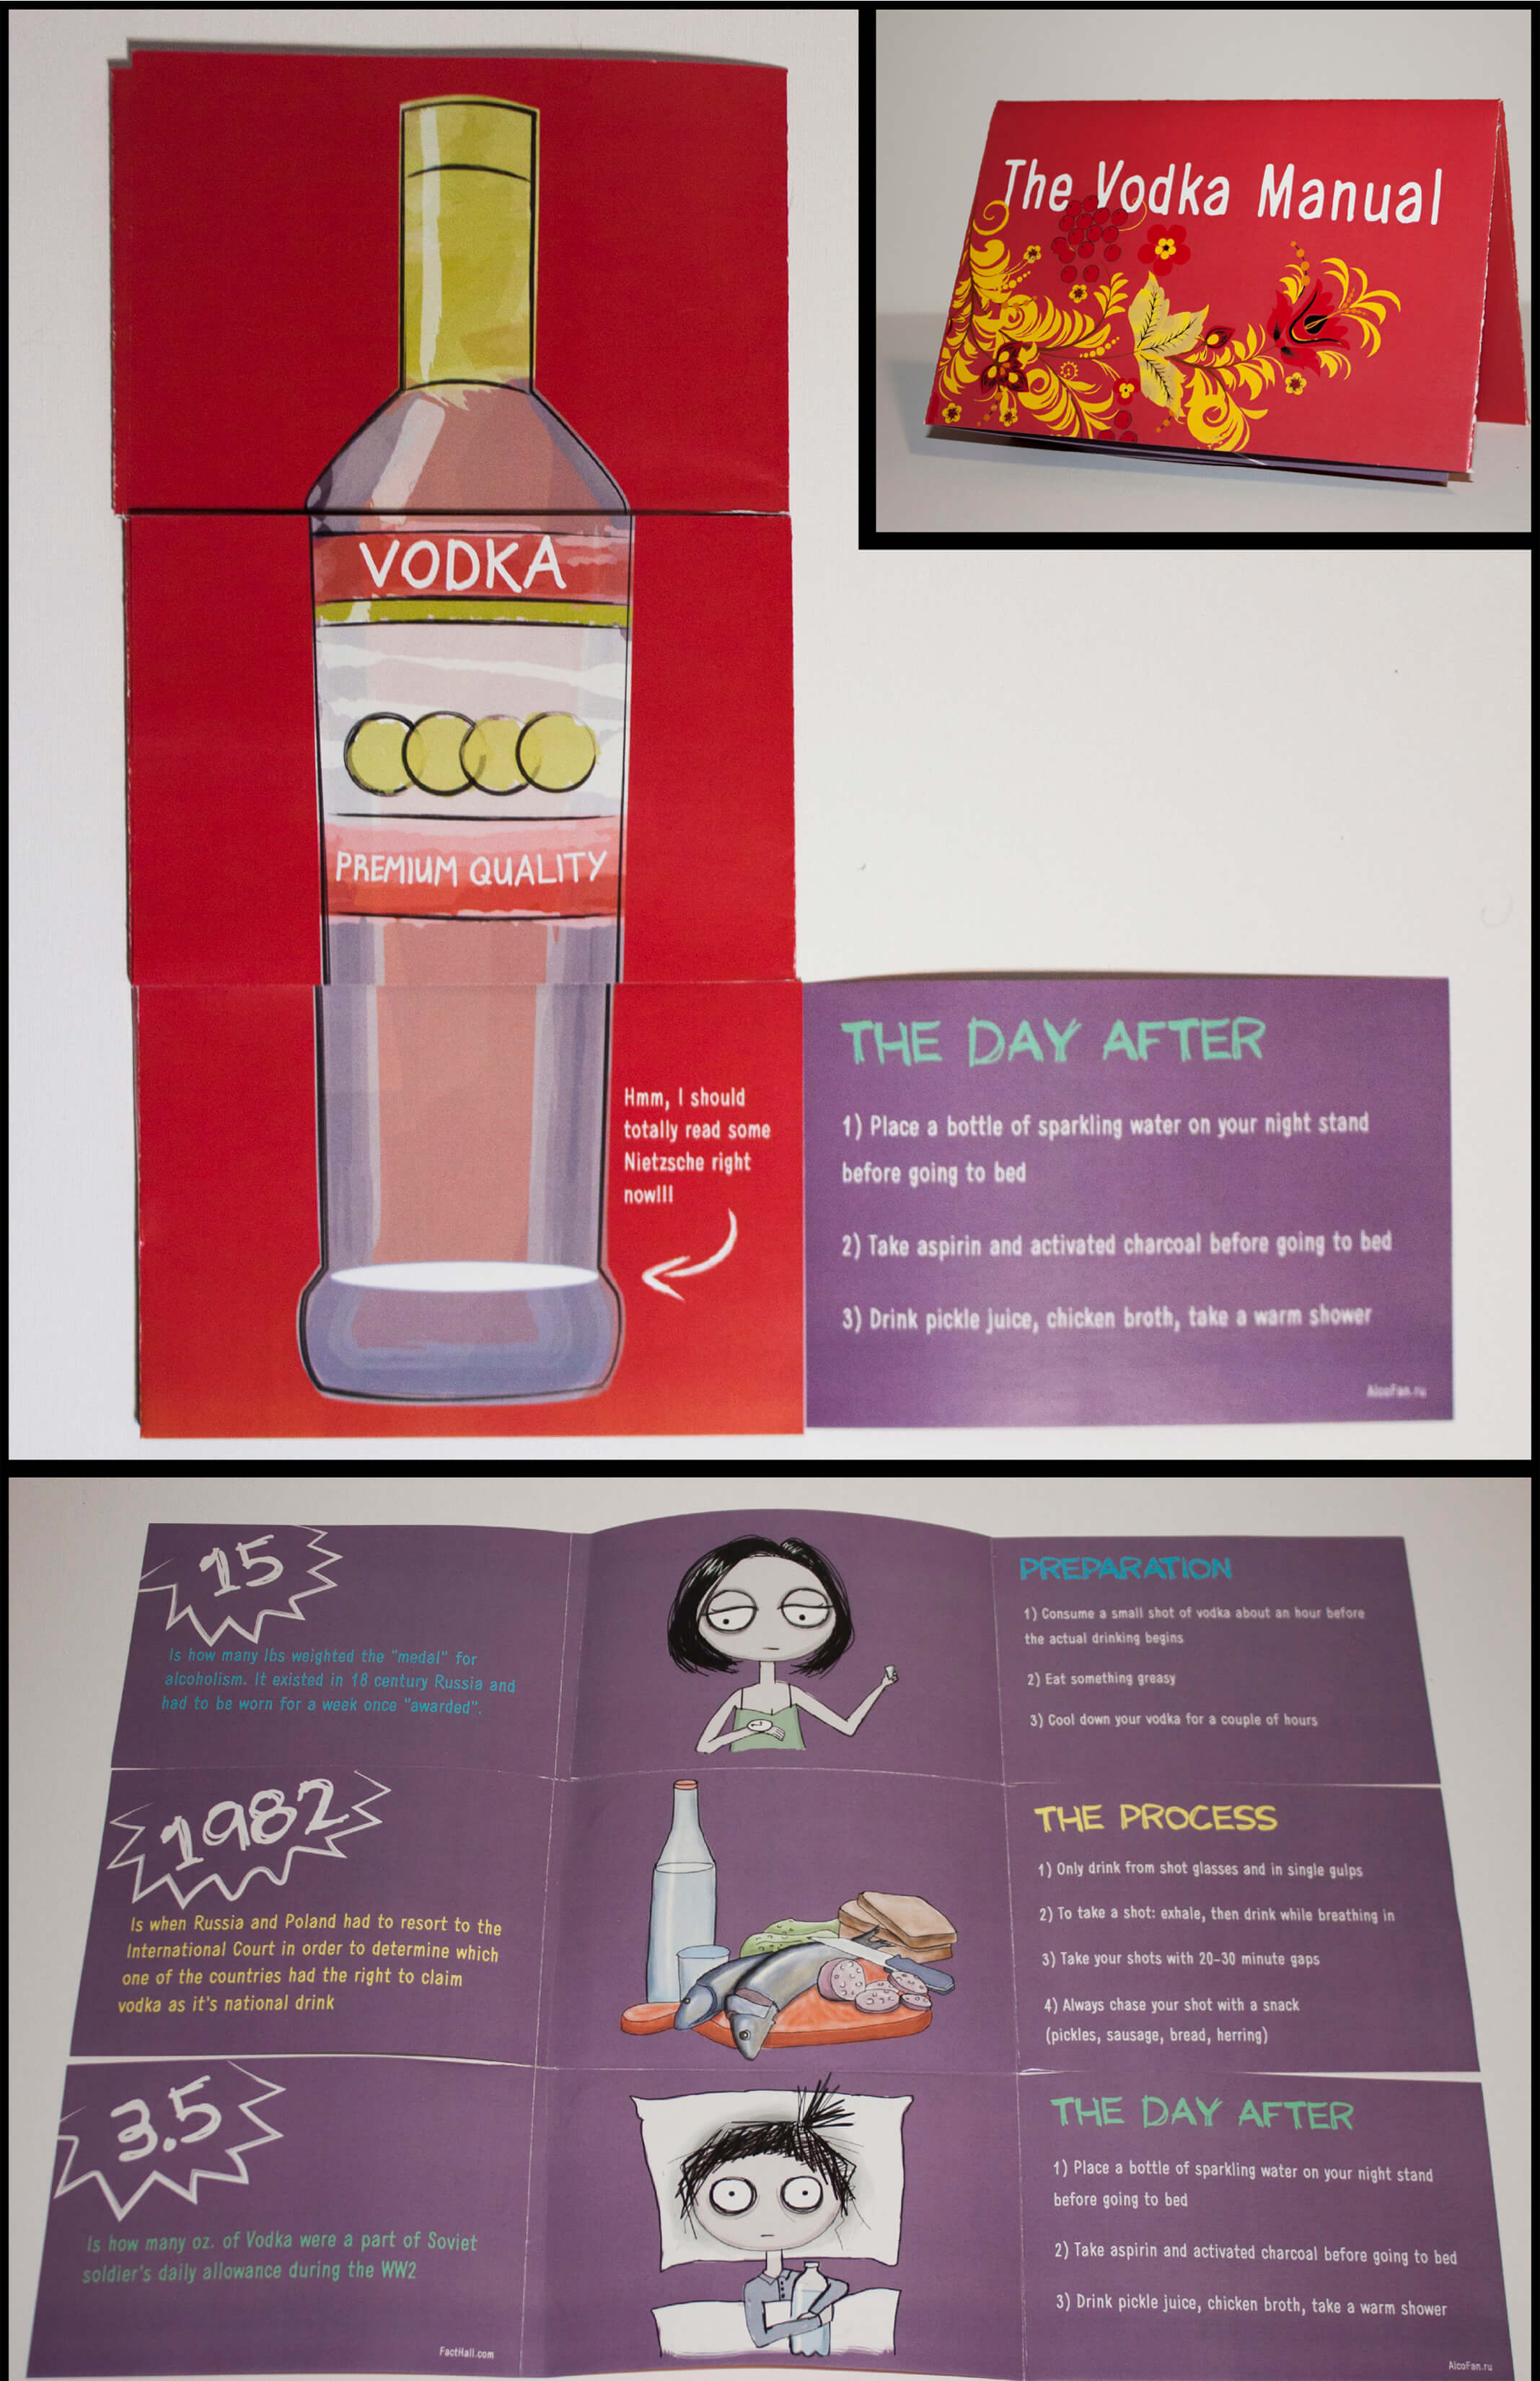 The Vodka Manual
VODKA
PREMIUM QUALITY
Hmm, I should
totally read some
Nietzsche right
now!!!
THE DAY AFTER
1) Place a bottle of sparkling water on your night stand
before going to bed
2) Take aspirin and activated charcoal before going to bed
3) Drink pickle juice, chicken broth, take a warm shower
AlcoFan.ru
15
Is how many lbs weighted the "medal" for
alcoholism. It existed in 18 century Russia and
had to be worn for a week once "awarded".
PREPARATION
1) Consume a small shot of vodka about an hour before
the actual drinking begins
2) Eat something greasy
3) Cool down your vodka for a couple of hours
1982
Is when Russia and Poland had to resort to the
International Court in order to determine which
one of the countries had the right to claim
vodka as it's national drink
THE PROCESS
1) Only drink from shot glasses and in single gulps
2) To take a shot: exhale, then drink while breathing in
3) Take your shots with 20-30 minute gaps
4) Always chase your shot with a snack
(pickles, sausage, bread, herring)
3.5
Is how many oz. of Vodka were a part of Soviet
soldier's daily allowance during the WW2
FactHall.com
THE DAY AFTER
1) Place a bottle of sparkling water on your night stand
before going to bed
2) Take aspirin and activated charcoal before going to bed
3) Drink pickle juice, chicken broth, take a warm shower
AlcoFan.ru